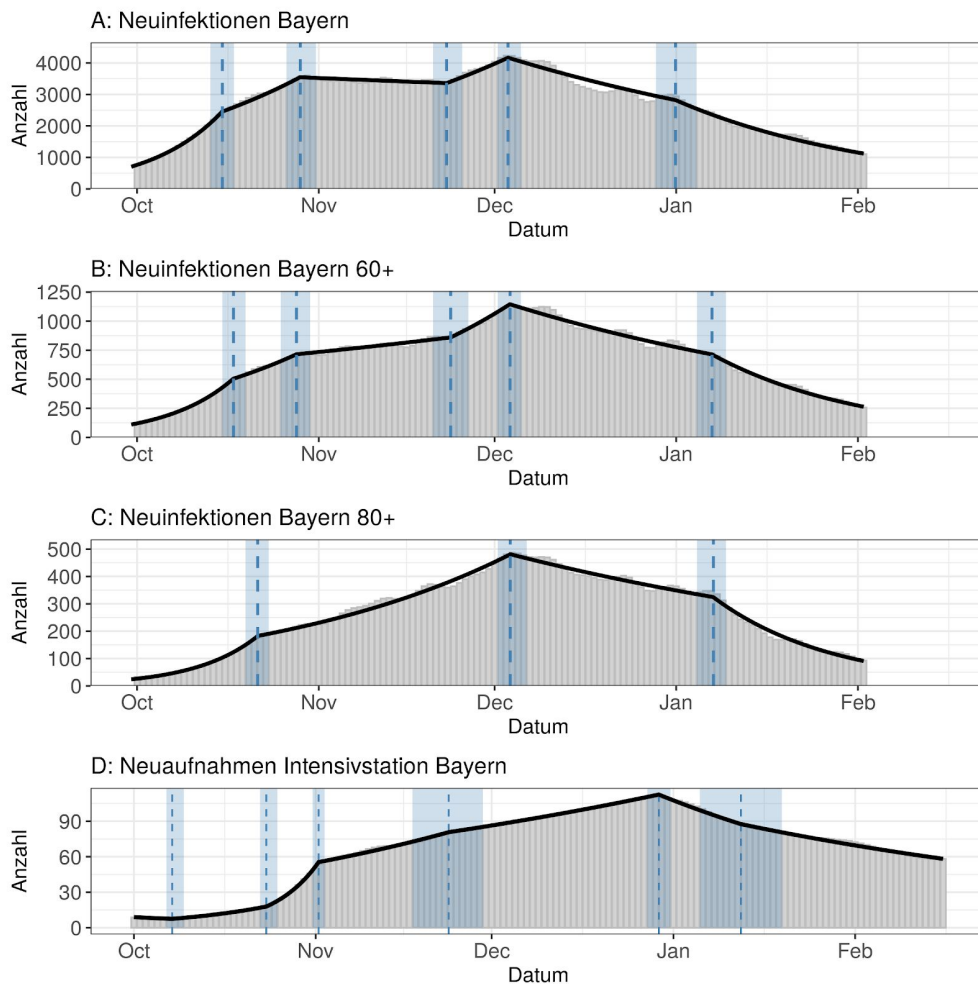 A: Neuinfektionen Bayern
4000
3000
2000
1000
0
Anzahl
Oct Nov Dec Jan Feb
Datum
B: Neuinfektionen Bayern 60+
1250
1000
750
500
250
0
Anzahl
Oct Nov Dec Jan Feb
Datum
C: Neuinfektionen Bayern 80+
500
400
300
200
100
0
Anzahl
Oct Nov Dec Jan Feb
Datum
D: Neuaufnahmen Intensivstation Bayern
90
60
30
0
Anzahl
Oct Nov Dec Jan Feb
Datum